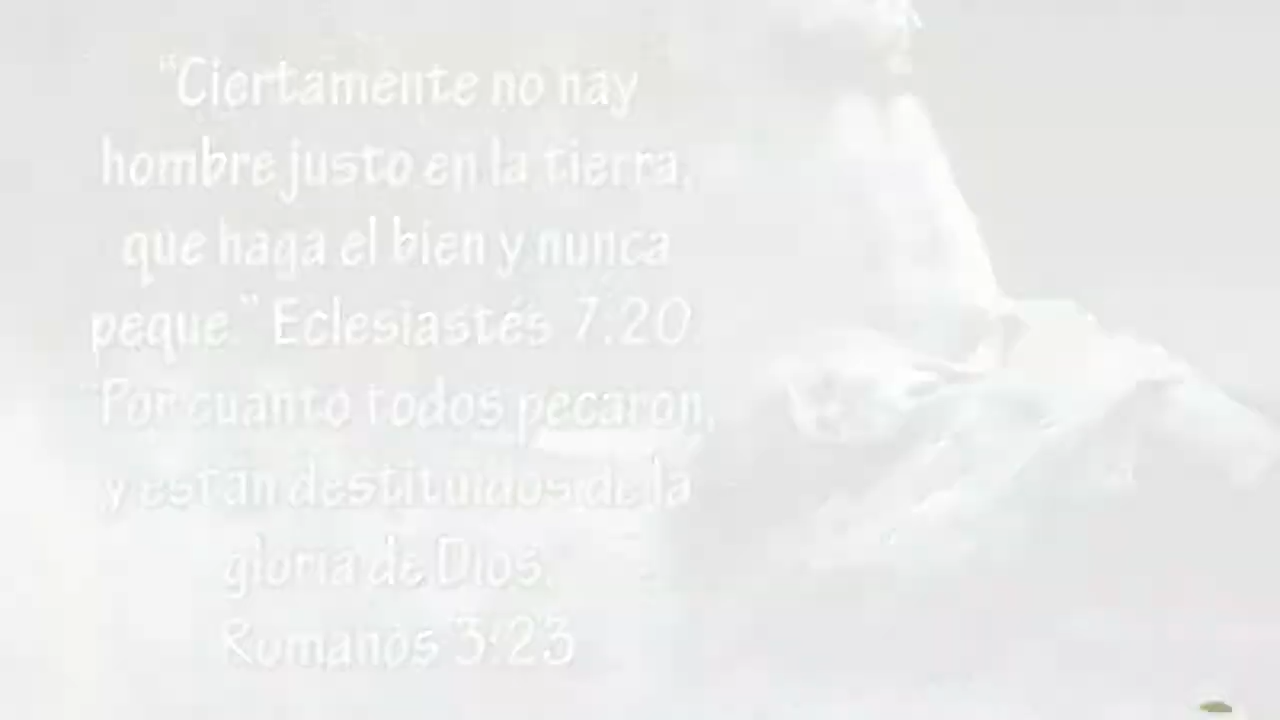 “Ciertamente no hay
hombre justo en la tierra,
que haga el bien y nunca
peque.” Eclesiastés 7:20.
“Por cuanto todos pecaron,
y están destituidos de la
gloria de Dios.
Romanos 3:23